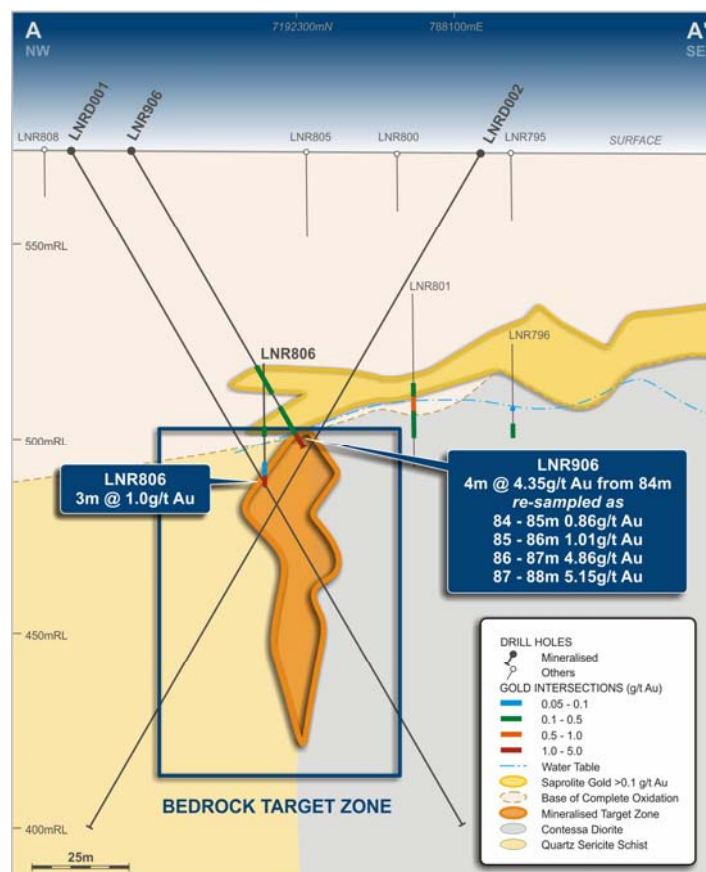 A
7192300mN
788100mE
A'
NW
SE
LNRD001
LNR906
LNRD002
LNR808
LNR805
LNR800
LNR795
SURFACE
550mRL
LNR801
LNR796
LNR806
500mRL
LNR806
3m @ 1.0g/t Au
LNR906
4m @ 4.35g/t Au from 84m
re-sampled as
84 - 85m 0.86g/t Au
85 - 86m 1.01g/t Au
86 - 87m 4.86g/t Au
87 - 88m 5.15g/t Au
450mRL
BEDROCK TARGET ZONE
400mRL
25m
DRILL HOLES
Mineralised
Others
GOLD INTERSECTIONS (g/t Au)
0.05 - 0.1
0.1 - 0.5
0.5 - 1.0
1.0 - 5.0
Water Table
Saprolite Gold >0.1 g/t Au
Base of Complete Oxidation
Mineralised Target Zone
Contessa Diorite
Quartz Sericite Schist